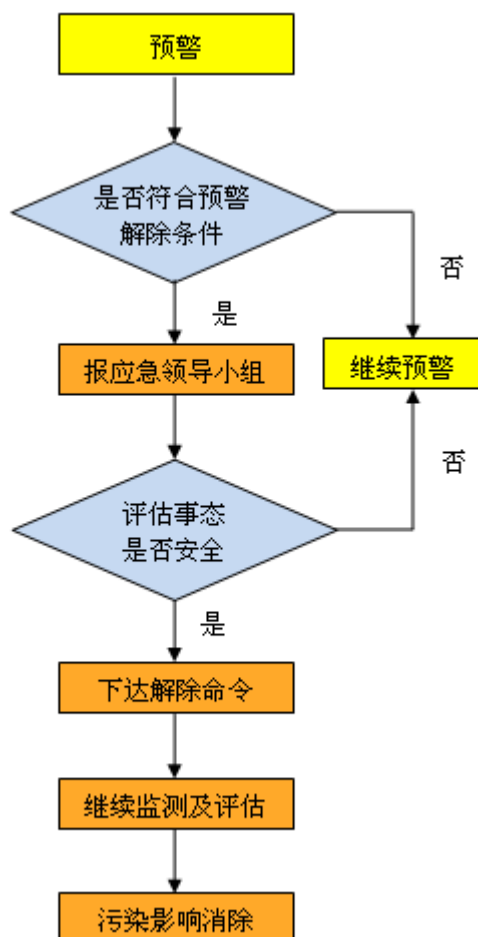 预警
是否符合预警
解除条件
否
是
报应急领导小组
继续预警
否
评估事态
是否安全
是
下达解除命令
继续监测及评估
污染影响消除